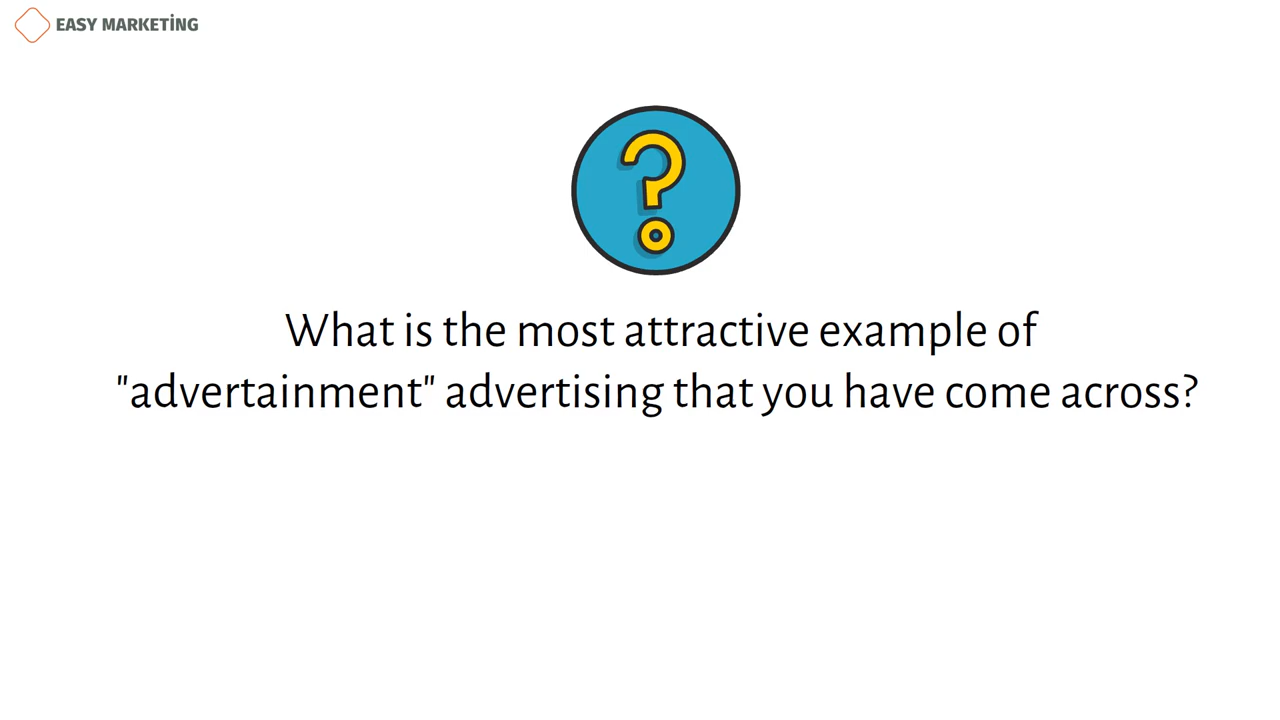 EASY MARKETİNG
What is the most attractive example of
"advertainment" advertising that you have come across?